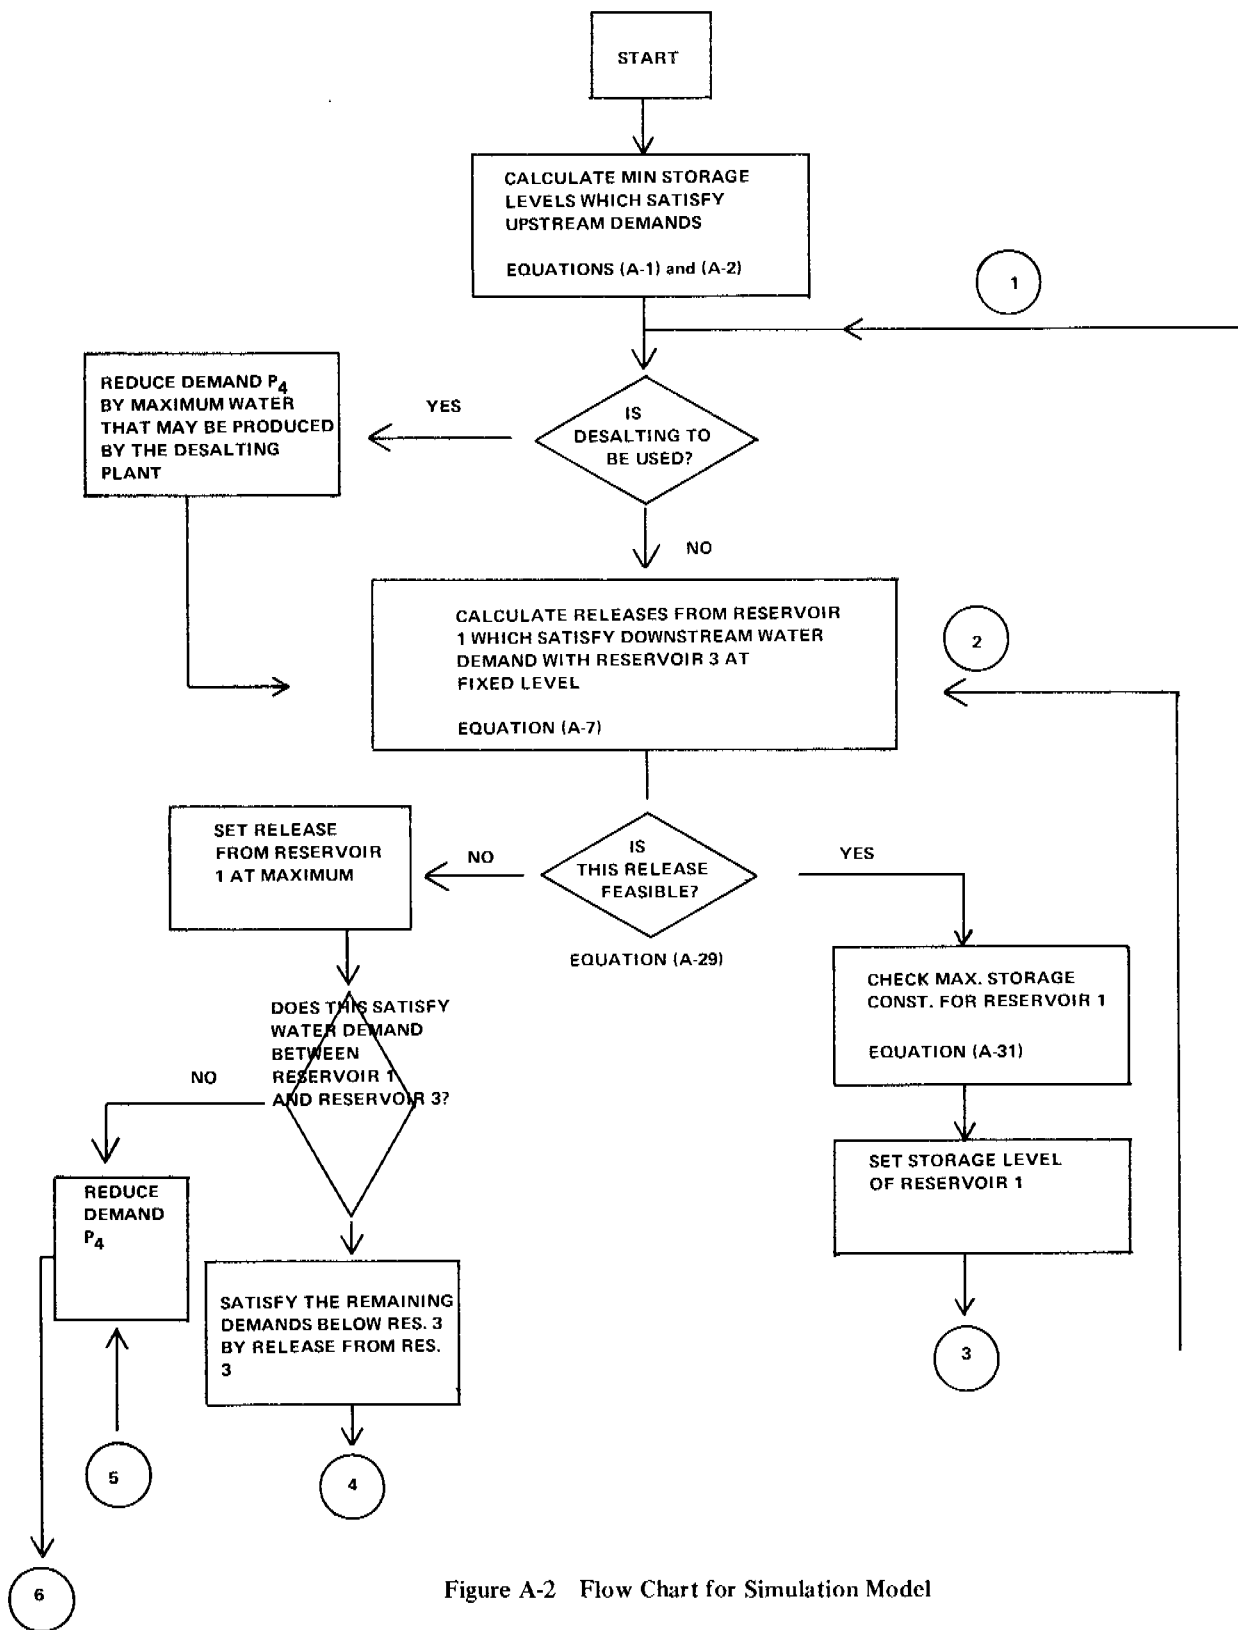 START
CALCULATE MIN STORAGE
LEVELS WHICH SATISFY
UPSTREAM DEMANDS
EQUATIONS (A-1) and (A-2)
1
REDUCE DEMAND P4
BY MAXIMUM WATER
THAT MAY BE PRODUCED
BY THE DESALTING
PLANT
YES
IS
DESALTING TO
BE USED?
NO
CALCULATE RELEASES FROM RESERVOIR
1 WHICH SATISFY DOWNSTREAM WATER
DEMAND WITH RESERVOIR 3 AT
FIXED LEVEL
EQUATION (A-7)
2
SET RELEASE
FROM RESERVOIR
1 AT MAXIMUM
NO
IS
THIS RELEASE
FEASIBLE?
YES
EQUATION (A-29)
CHECK MAX. STORAGE
CONST. FOR RESERVOIR 1
EQUATION (A-31)
DOES THIS SATISFY
WATER DEMAND
BETWEEN
RESERVOIR 1
AND RESERVOIR 3?
NO
SET STORAGE LEVEL
OF RESERVOIR 1
REDUCE
DEMAND
P4
SATISFY THE REMAINING
DEMANDS BELOW RES. 3
BY RELEASE FROM RES.
3
3
5
4
6
Figure A-2 Flow Chart for Simulation Model